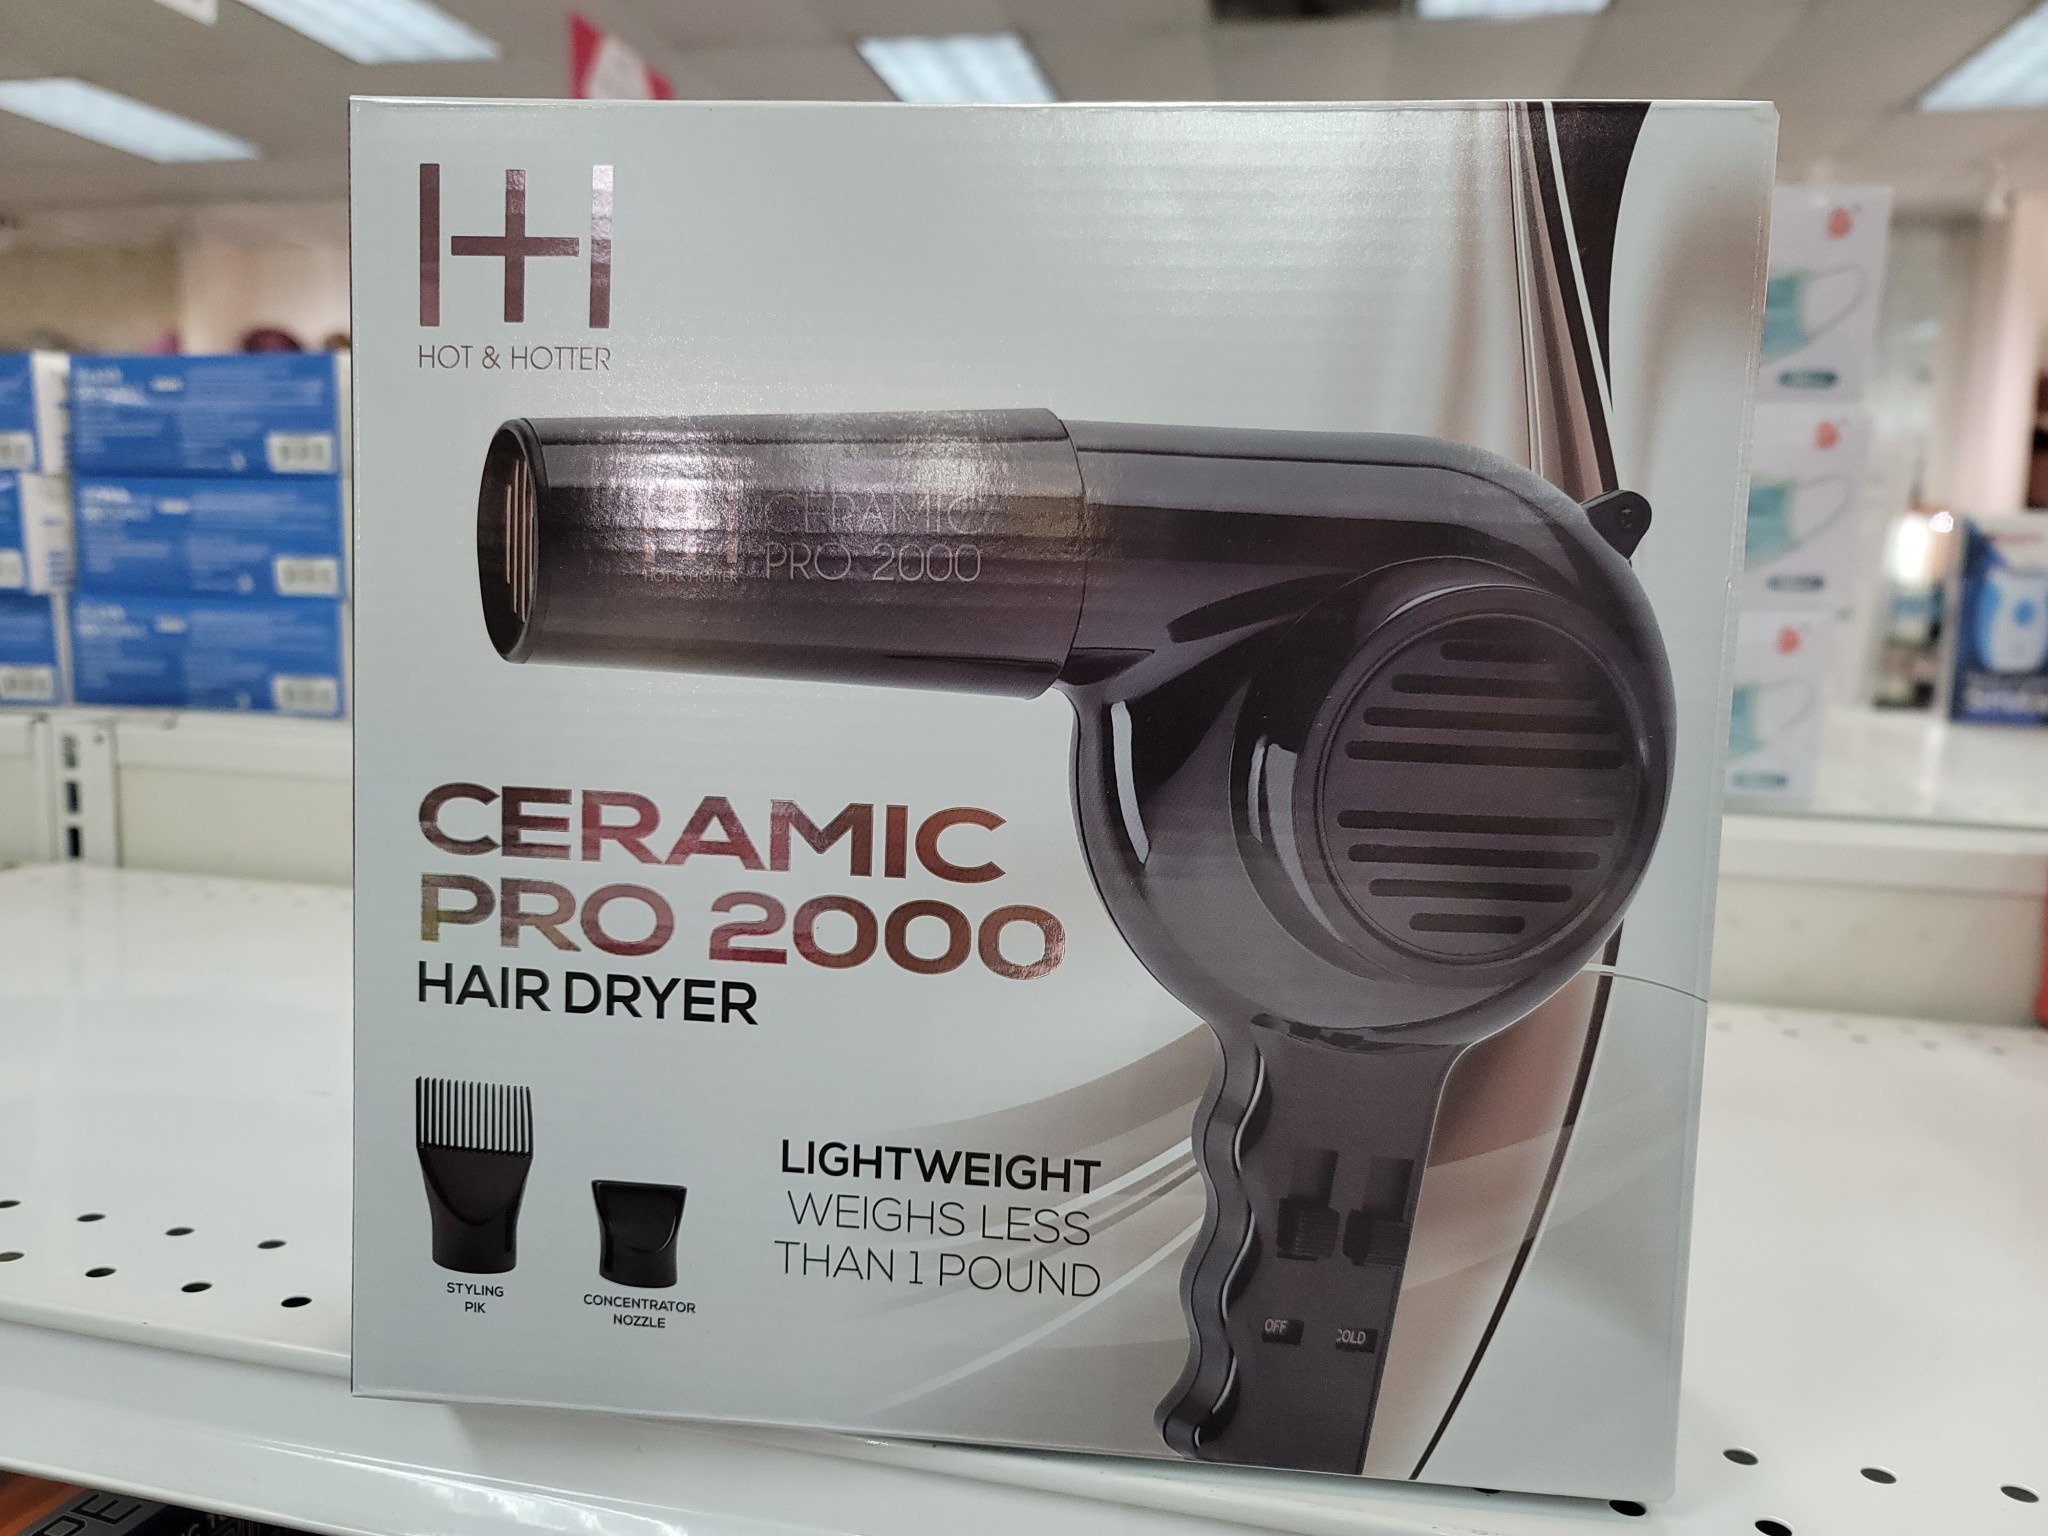 HOT & HOTTER
CERAMIC
PRO 2000
HOT & HOTTER
CERAMIC
PRO 2000
HAIR DRYER
STYLING
PIK
CONCENTRATOR
NOZZLE
LIGHTWEIGHT
WEIGHS LESS
THAN 1 POUND
OFF
COLD